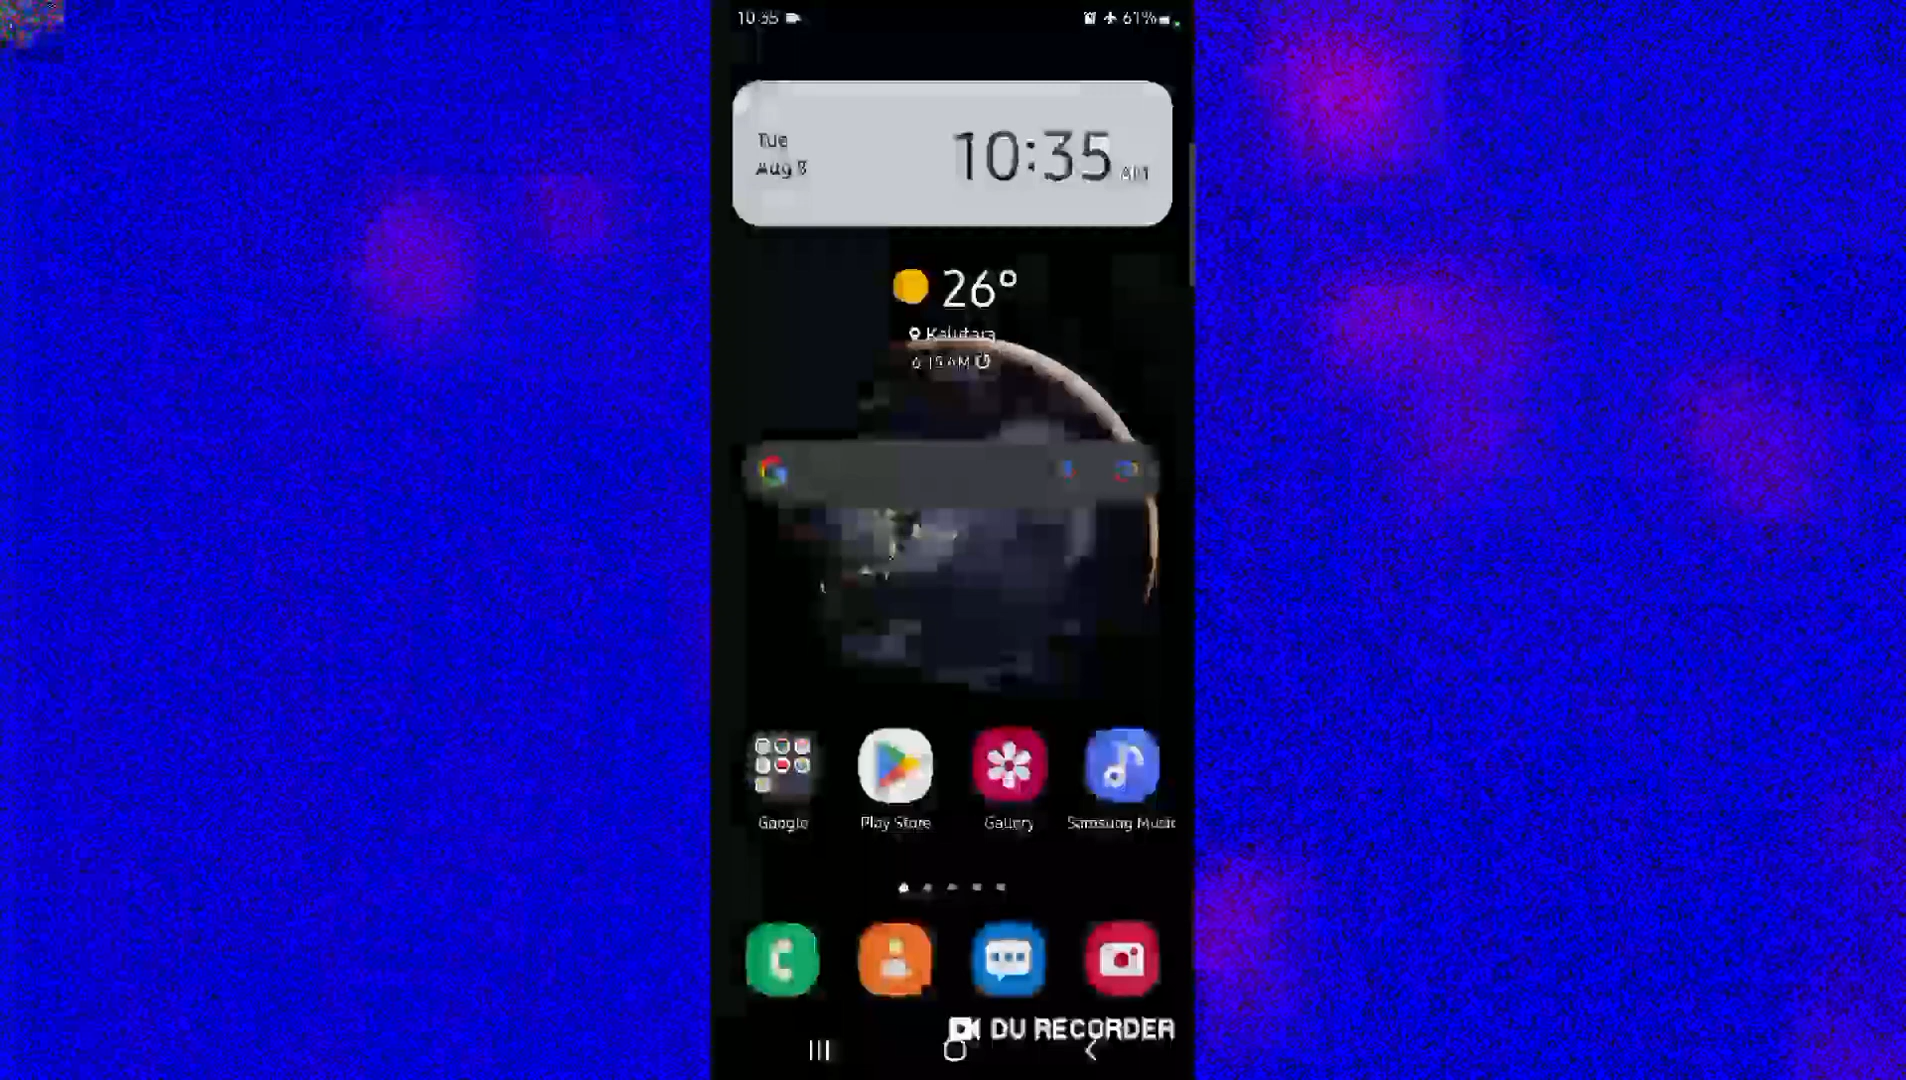 10:35
61%
Tue
Aug 8
10:35 AM
26°
Kalutara
6:15 AM
Google
Play Store
Gallery
Samsung Music
DU RECORDER